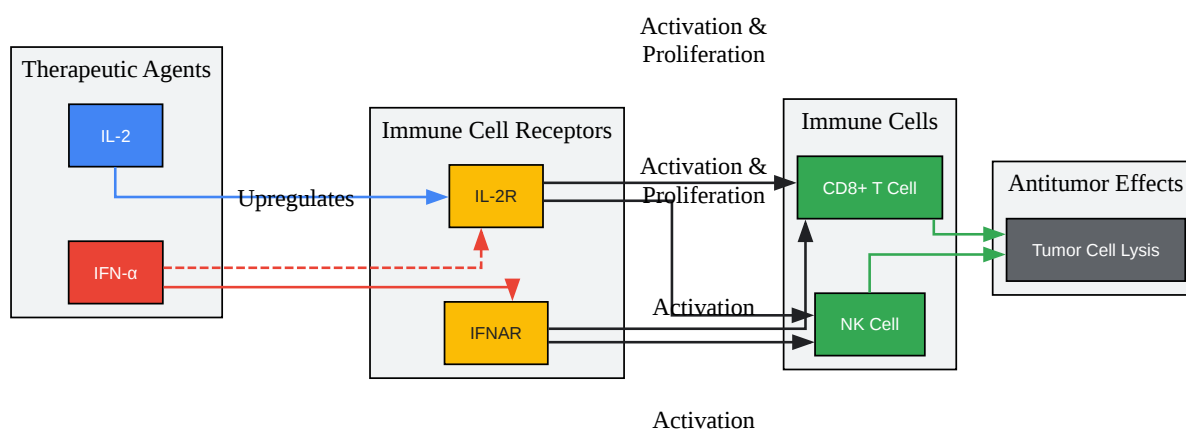 Activation &
Proliferation
Therapeutic Agents
IL-2
Immune Cell Receptors
Immune Cells
Activation &
Proliferation
CD8+ T Cell
Antitumor Effects
Upregulates
IL-2R
Tumor Cell Lysis
IFN-α
Activation
IFNAR
NK Cell
Activation